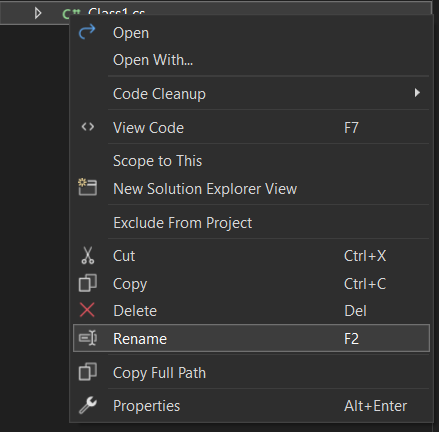 Class1.cs
Open
Open With...
Code Cleanup
View Code F7
Scope to This
New Solution Explorer View
Exclude From Project
Cut Ctrl+X
Copy Ctrl+C
Delete Del
Rename F2
Copy Full Path
Properties Alt+Enter